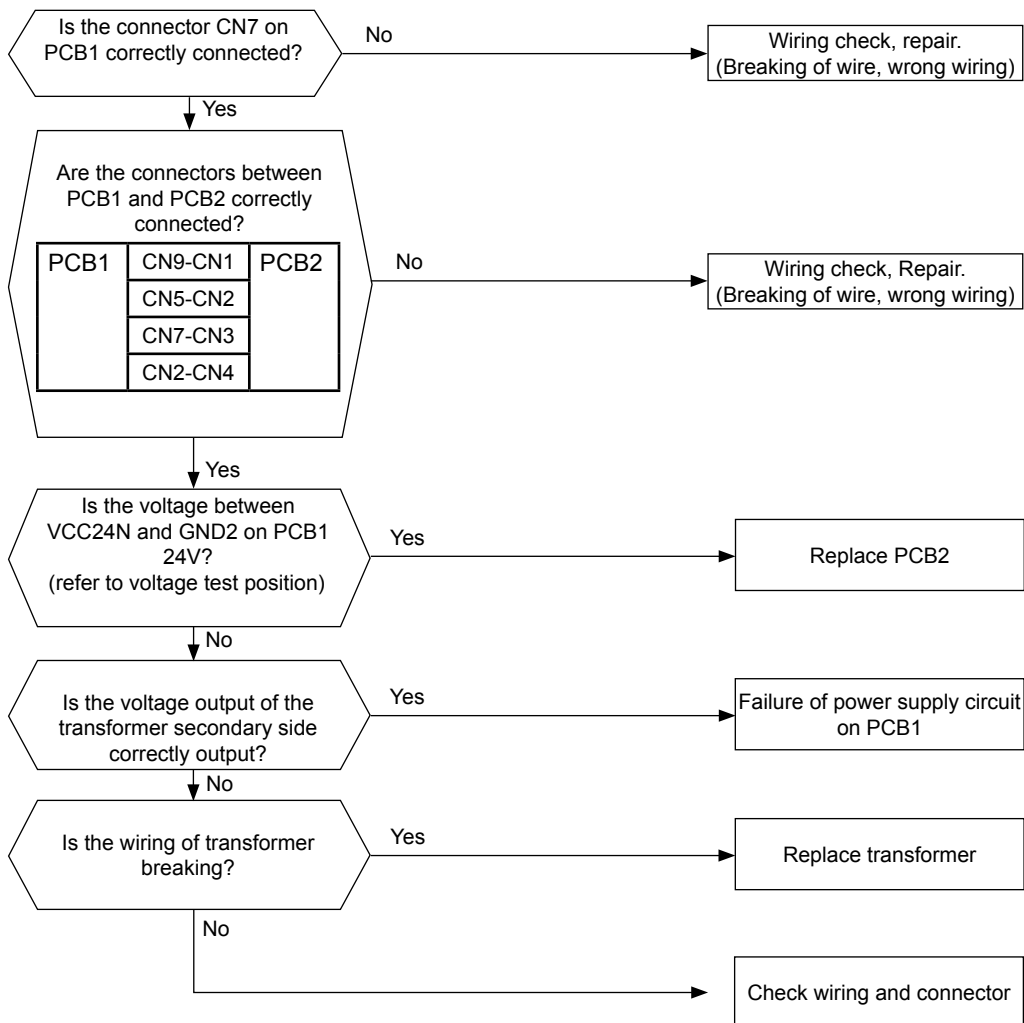 Is the connector CN7 on
PCB1 correctly connected?
No
Wiring check, repair.
(Breaking of wire, wrong wiring)
Yes
Are the connectors between
PCB1 and PCB2 correctly
connected?
PCB1
CN9-CN1
PCB2
CN5-CN2
CN7-CN3
CN2-CN4
No
Wiring check, Repair.
(Breaking of wire, wrong wiring)
Yes
Is the voltage between
VCC24N and GND2 on PCB1
24V?
(refer to voltage test position)
Yes
Replace PCB2
No
Is the voltage output of the
transformer secondary side
correctly output?
Yes
Failure of power supply circuit
on PCB1
No
Is the wiring of transformer
breaking?
Yes
Replace transformer
No
Check wiring and connector